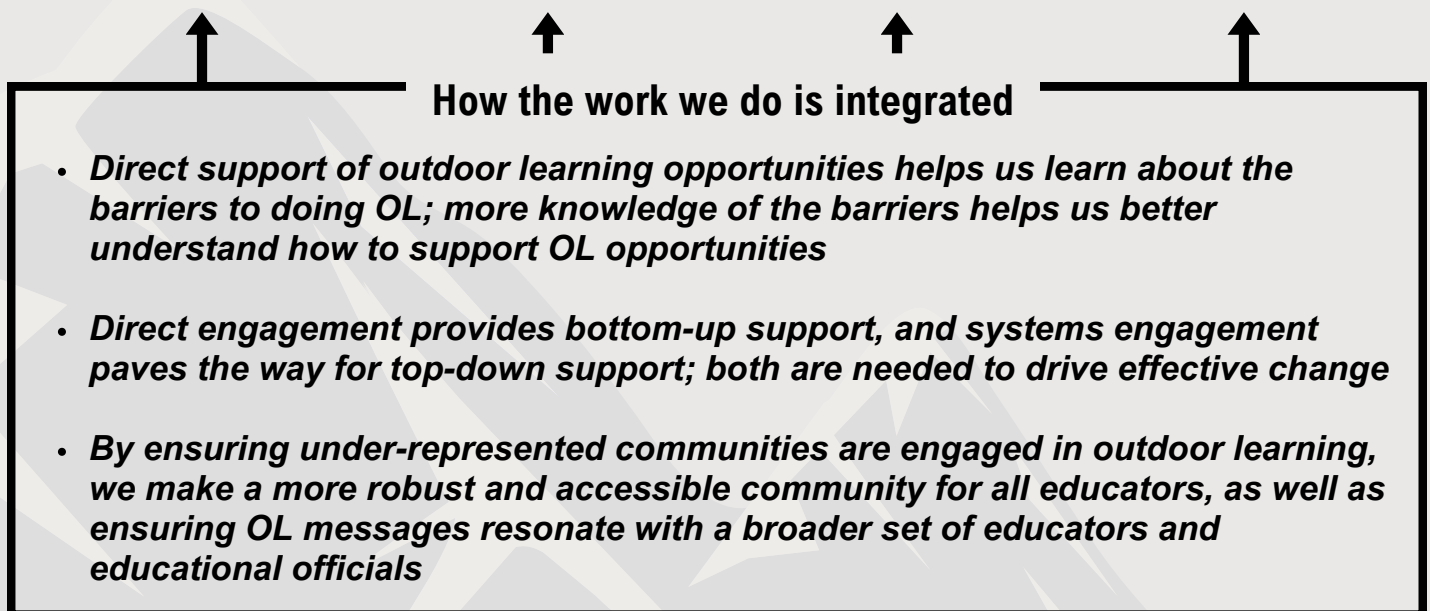 How the work we do is integrated
• Direct support of outdoor learning opportunities helps us learn about the
barriers to doing OL; more knowledge of the barriers helps us better
understand how to support OL opportunities
• Direct engagement provides bottom-up support, and systems engagement
paves the way for top-down support; both are needed to drive effective change
• By ensuring under-represented communities are engaged in outdoor learning,
we make a more robust and accessible community for all educators, as well as
ensuring OL messages resonate with a broader set of educators and
educational officials